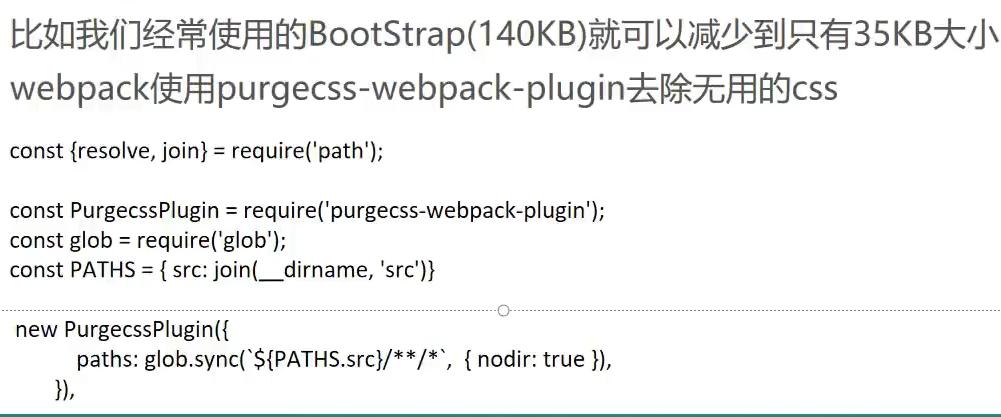 比如我们经常使用的BootStrap(140KB)就可以减少到只有35KB大小
webpack使用purgecss-webpack-plugin去除无用的css
const {resolve, join} = require('path');
const PurgecssPlugin = require('purgecss-webpack-plugin');
const glob = require('glob');
const PATHS = { src: join(__dirname, 'src')}
new PurgecssPlugin({
paths: glob.sync(`${PATHS.src}/**/*`, { nodir: true }),
}),